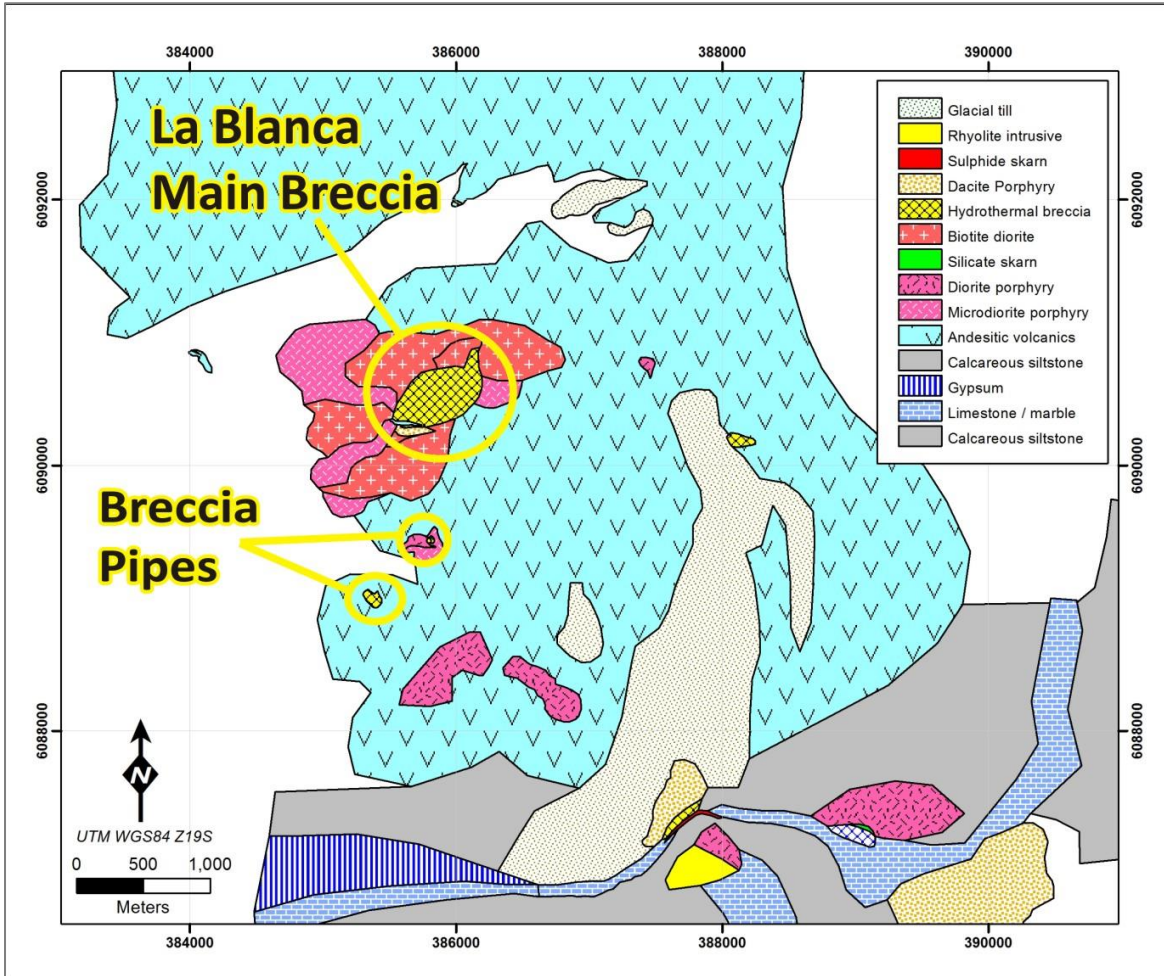 384000
386000
388000
390000
La Blanca
Main Breccia
6092000
6092000
Glacial till
Rhyolite intrusive
Sulphide skarn
Dacite Porphyry
Hydrothermal breccia
Biotite diorite
Silicate skarn
Diorite porphyry
Microdiorite porphyry
Andesitic volcanics
Calcareous siltstone
Gypsum
Limestone / marble
Calcareous siltstone
6090000
6090000
Breccia
Pipes
6088000
6088000
N
UTM WGS84 Z19S
0 500 1,000
Meters
384000
386000
388000
390000